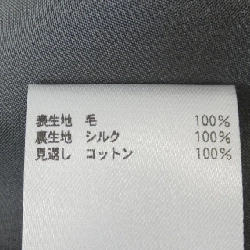 表生地 毛 100%
裏生地 シルク 100%
見返し コットン 100%